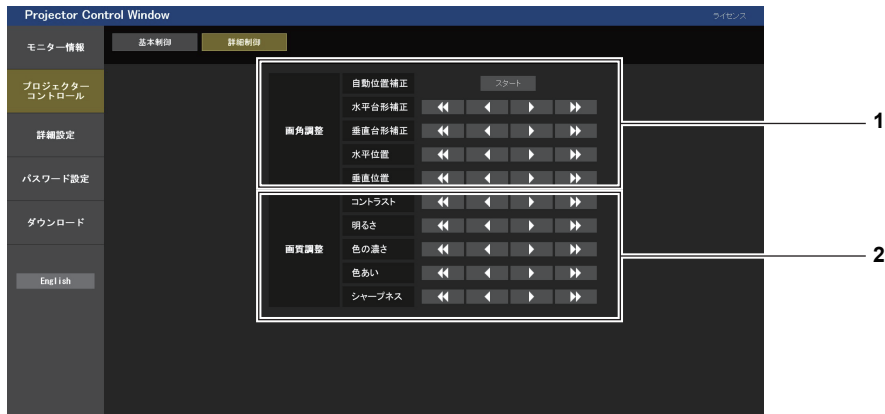 Projector Control Window
ライセンス
モニター情報
基本制御
詳細制御
プロジェクター
コントロール
詳細設定
パスワード設定
ダウンロード
English
画角調整
自動位置補正
スタート
水平台形補正
垂直台形補正
水平位置
垂直位置
画質調整
コントラスト
明るさ
色の濃さ
色あい
シャープネス
1
2